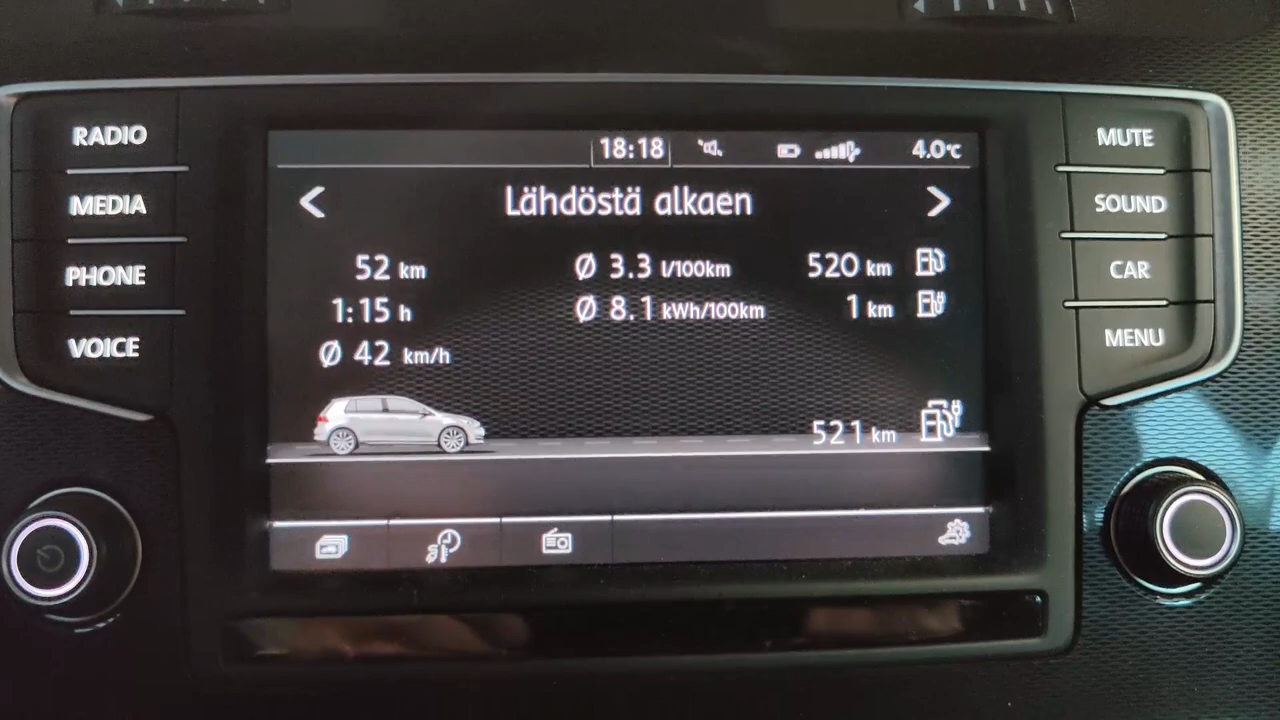 RADIO
MEDIA
PHONE
VOICE
18:18 4.0°C
Lähdöstä alkaen
52 km Ø 3.3 l/100km 520 km
1:15 h Ø 8.1 kWh/100km 1 km
Ø 42 km/h
521 km
MUTE
SOUND
CAR
MENU